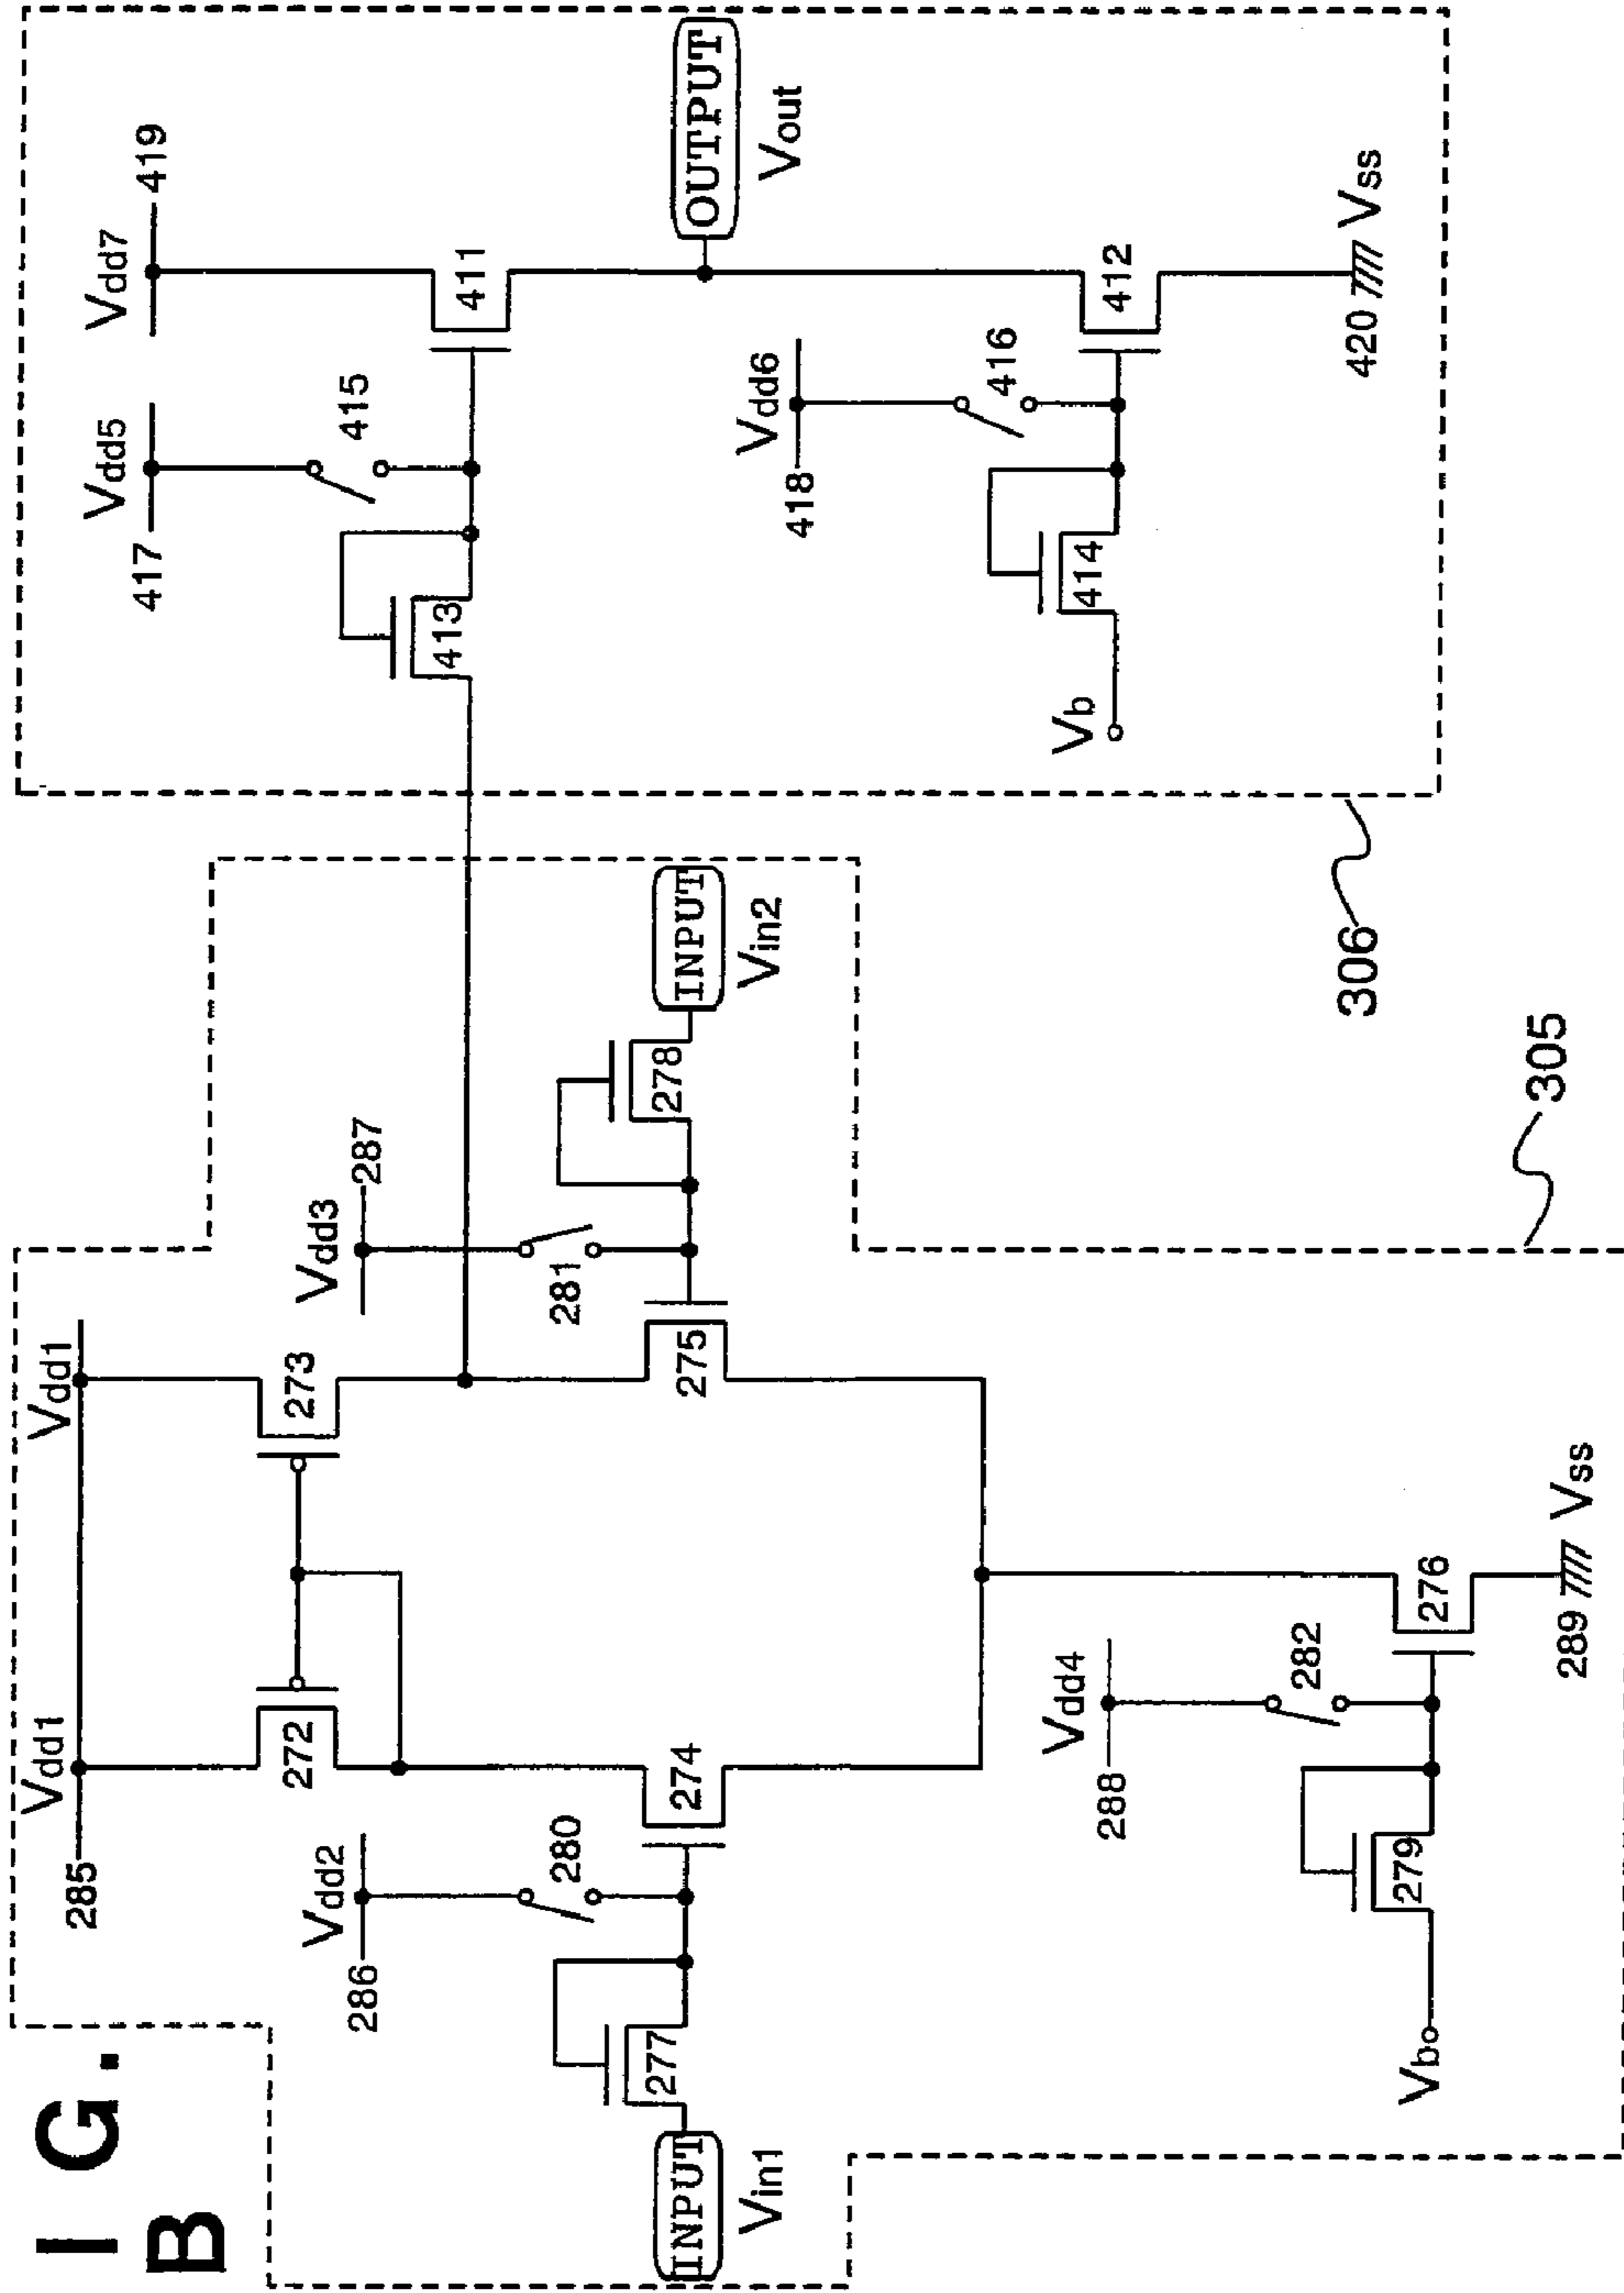 I G.
B
Vdd1
Vdd1
285
272
273
Vdd2
286
280
Vdd3
287
281
277
274
275
278
INPUT
Vin1
INPUT
Vin2
Vdd4
288
282
279
276
Vb
289
Vss
305
Vdd5
417
415
Vdd7
419
413
411
OUTPUT
Vout
Vdd6
418
416
414
412
Vb
420
Vss
306